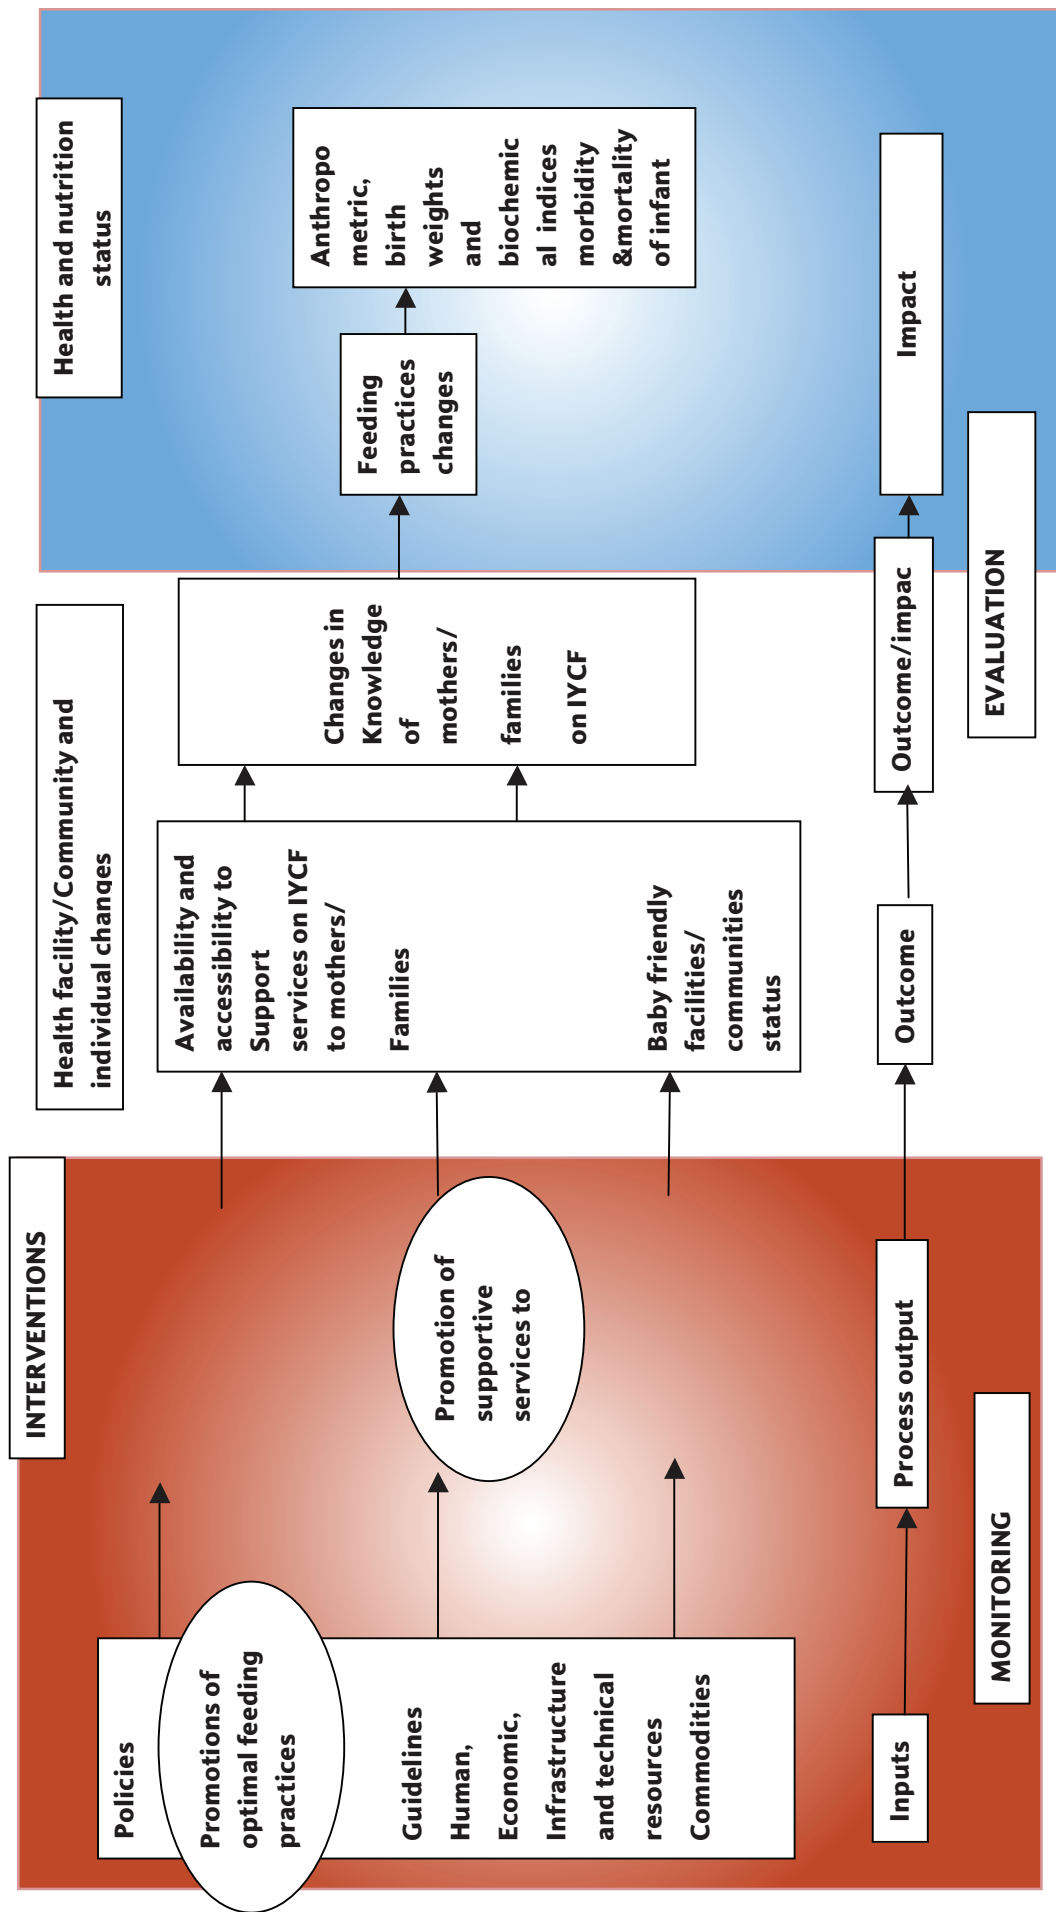 INTERVENTIONS
Health facility/Community and
individual changes
Health and nutrition
status
Policies
Promotions of
optimal feeding
practices
Guidelines
Human,
Economic,
Infrastructure
and technical
resources
Commodities
Promotion of
supportive
services to
Availability and
accessibility to
Support
services on IYCF
to mothers/
Families
Baby friendly
facilities/
communities
status
Changes in
Knowledge
of
mothers/
families
on IYCF
Feeding
practices
changes
Anthropo
metric,
birth
weights
and
biochemic
al indices
morbidity
&mortality
of infant
Inputs
Process output
Outcome
Outcome/impac
Impact
MONITORING
EVALUATION